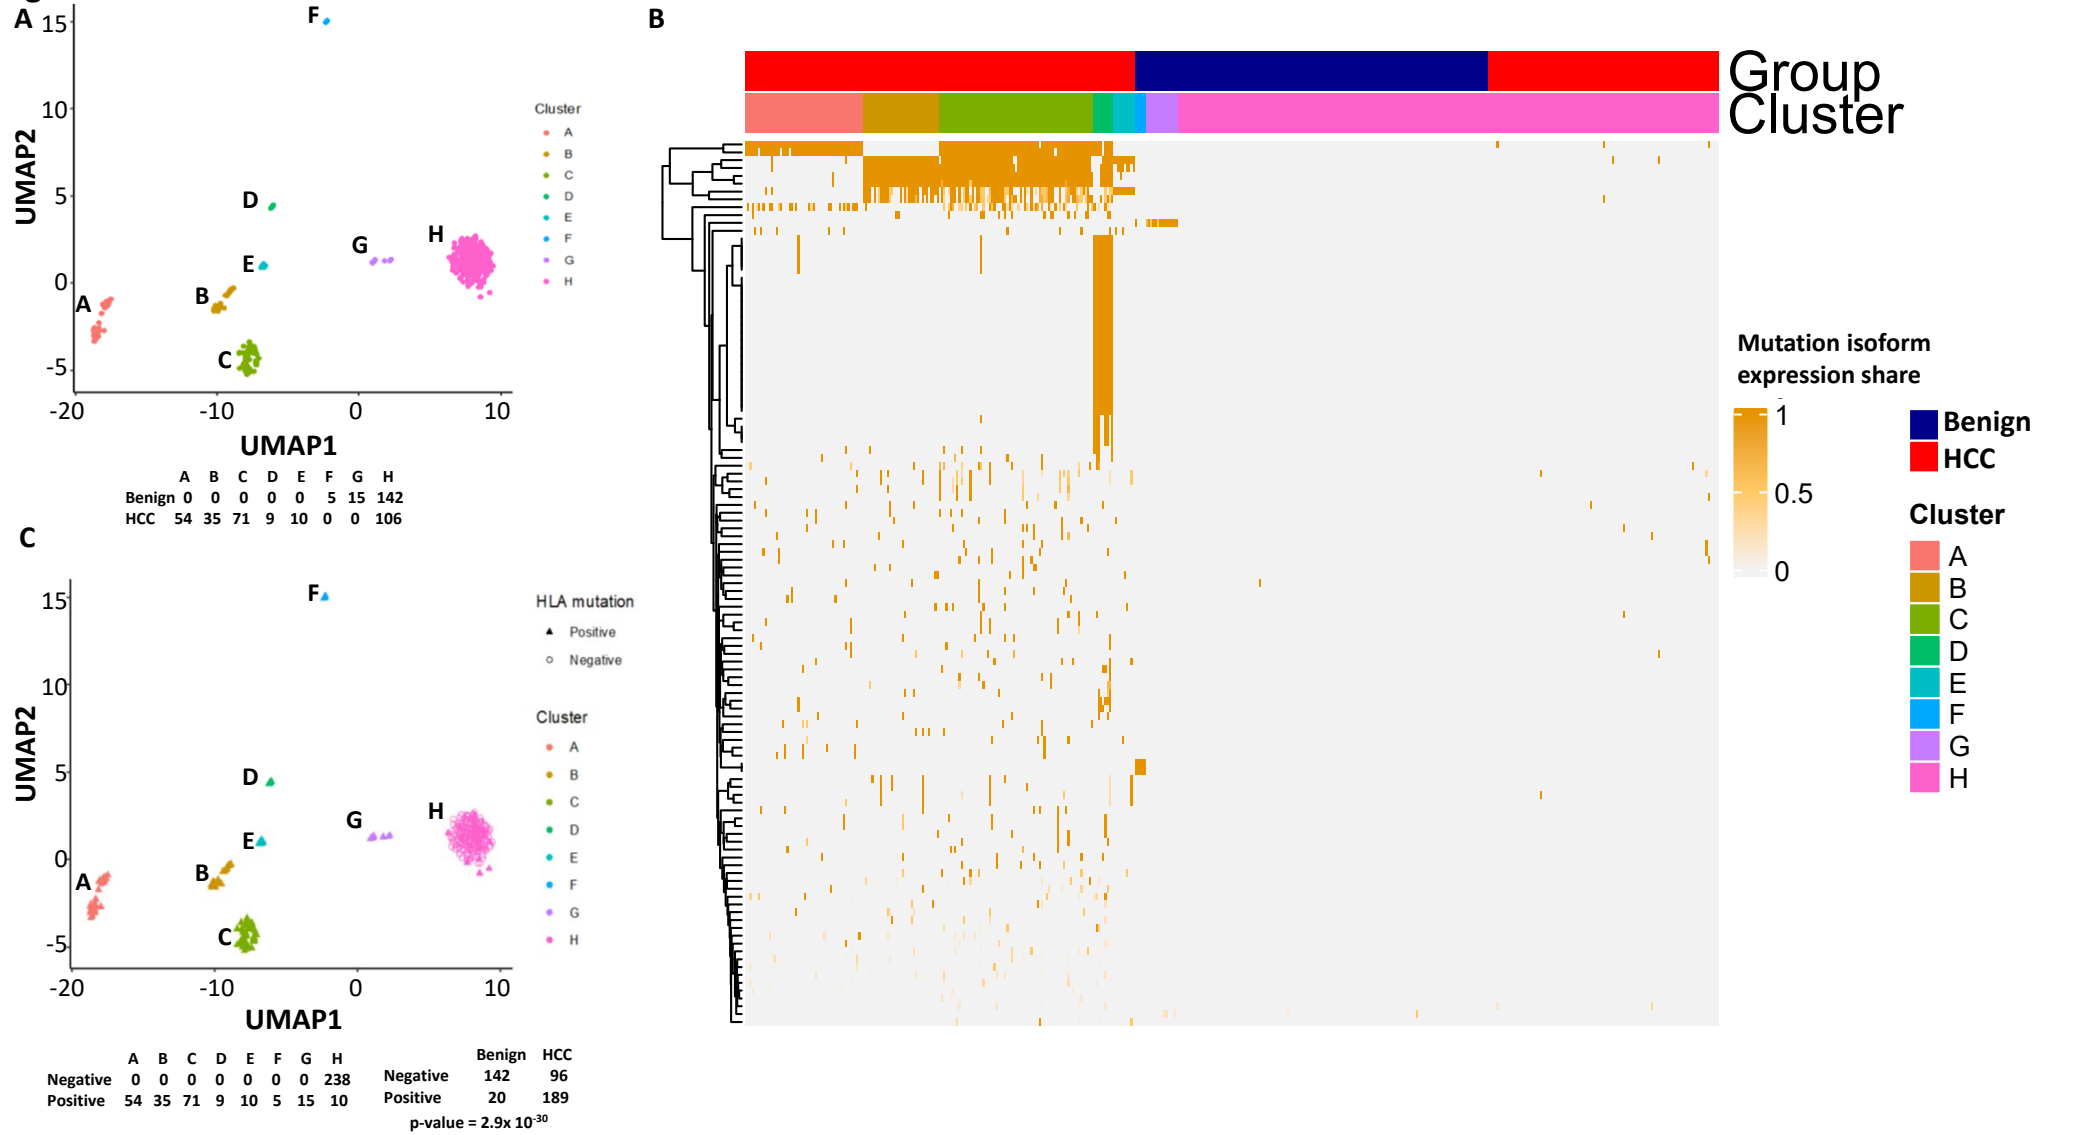 A
15
10
5
0
-5
UMAP2
-20 -10 0 10
UMAP1
F
D
E
G
H
B
A
C
Cluster
A
B
C
D
E
F
G
H
A B C D E F G H
Benign 0 0 0 0 0 5 15 142
HCC 54 35 71 9 10 0 0 106
B
Group
Cluster
Mutation isoform
expression share
1
0.5
0
Benign
HCC
Cluster
A
B
C
D
E
F
G
H
C
15
10
5
0
-5
UMAP2
-20 -10 0 10
UMAP1
F
D
E
G
H
B
A
C
HLA mutation
Positive
Negative
Cluster
A
B
C
D
E
F
G
H
A B C D E F G H
Negative 0 0 0 0 0 0 0 238
Positive 54 35 71 9 10 5 15 10
Benign HCC
Negative 142 96
Positive 20 189
p-value = 2.9x 10-30